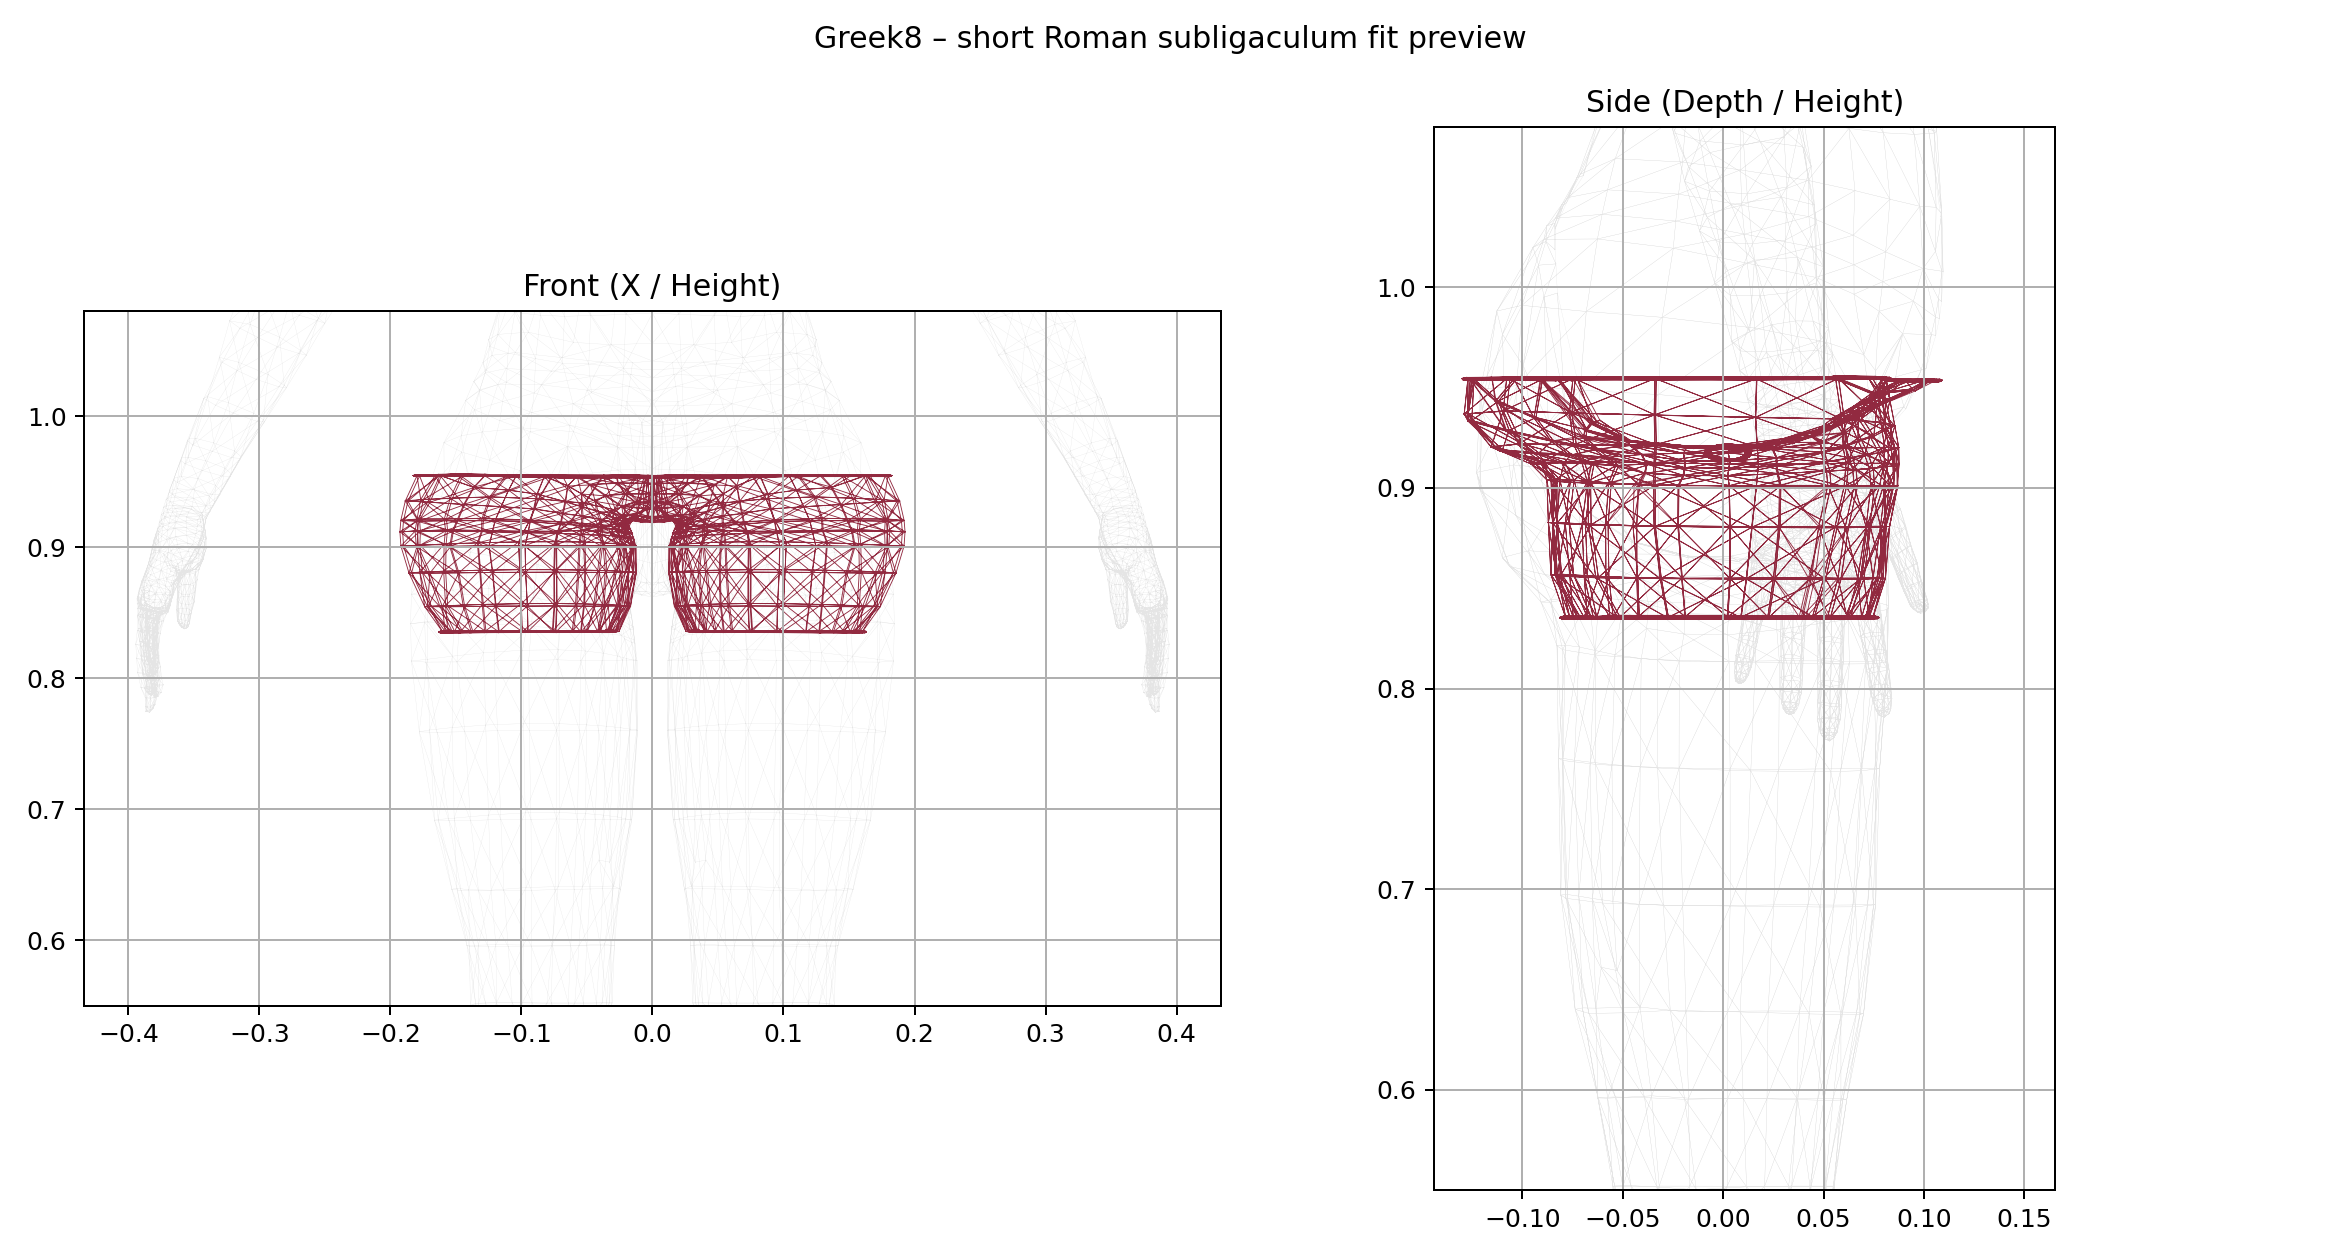 Greek8 – short Roman subligaculum fit preview
Front (X / Height)
1.0
0.9
0.8
0.7
0.6
−0.4 −0.3 −0.2 −0.1 0.0 0.1 0.2 0.3 0.4
Side (Depth / Height)
1.0
0.9
0.8
0.7
0.6
−0.10 −0.05 0.00 0.05 0.10 0.15